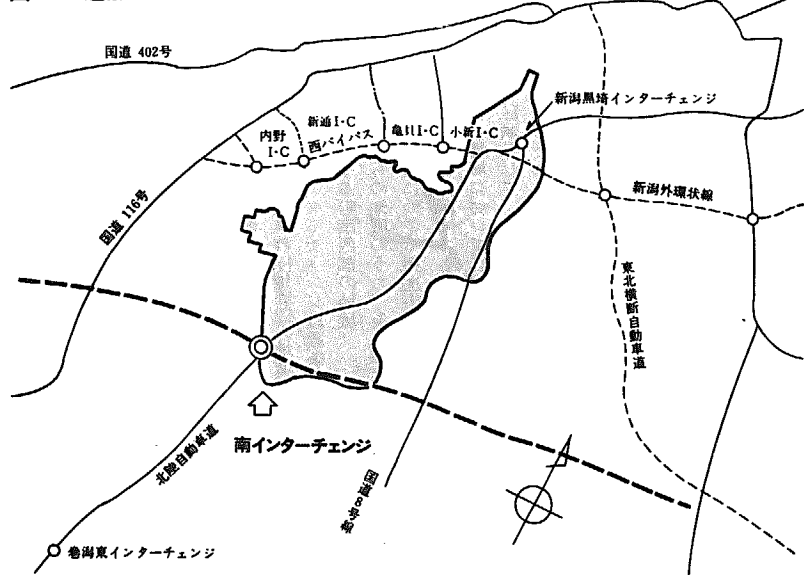 国道 402号
新潟黒埼インターチェンジ
新通I・C
亀貝I・C
小新I・C
内野
I・C
西バイパス
国道 116号
新潟外環状線
東北横断自動車道
南インターチェンジ
北陸自動車道
国道8号線
巻潟東インターチェンジ